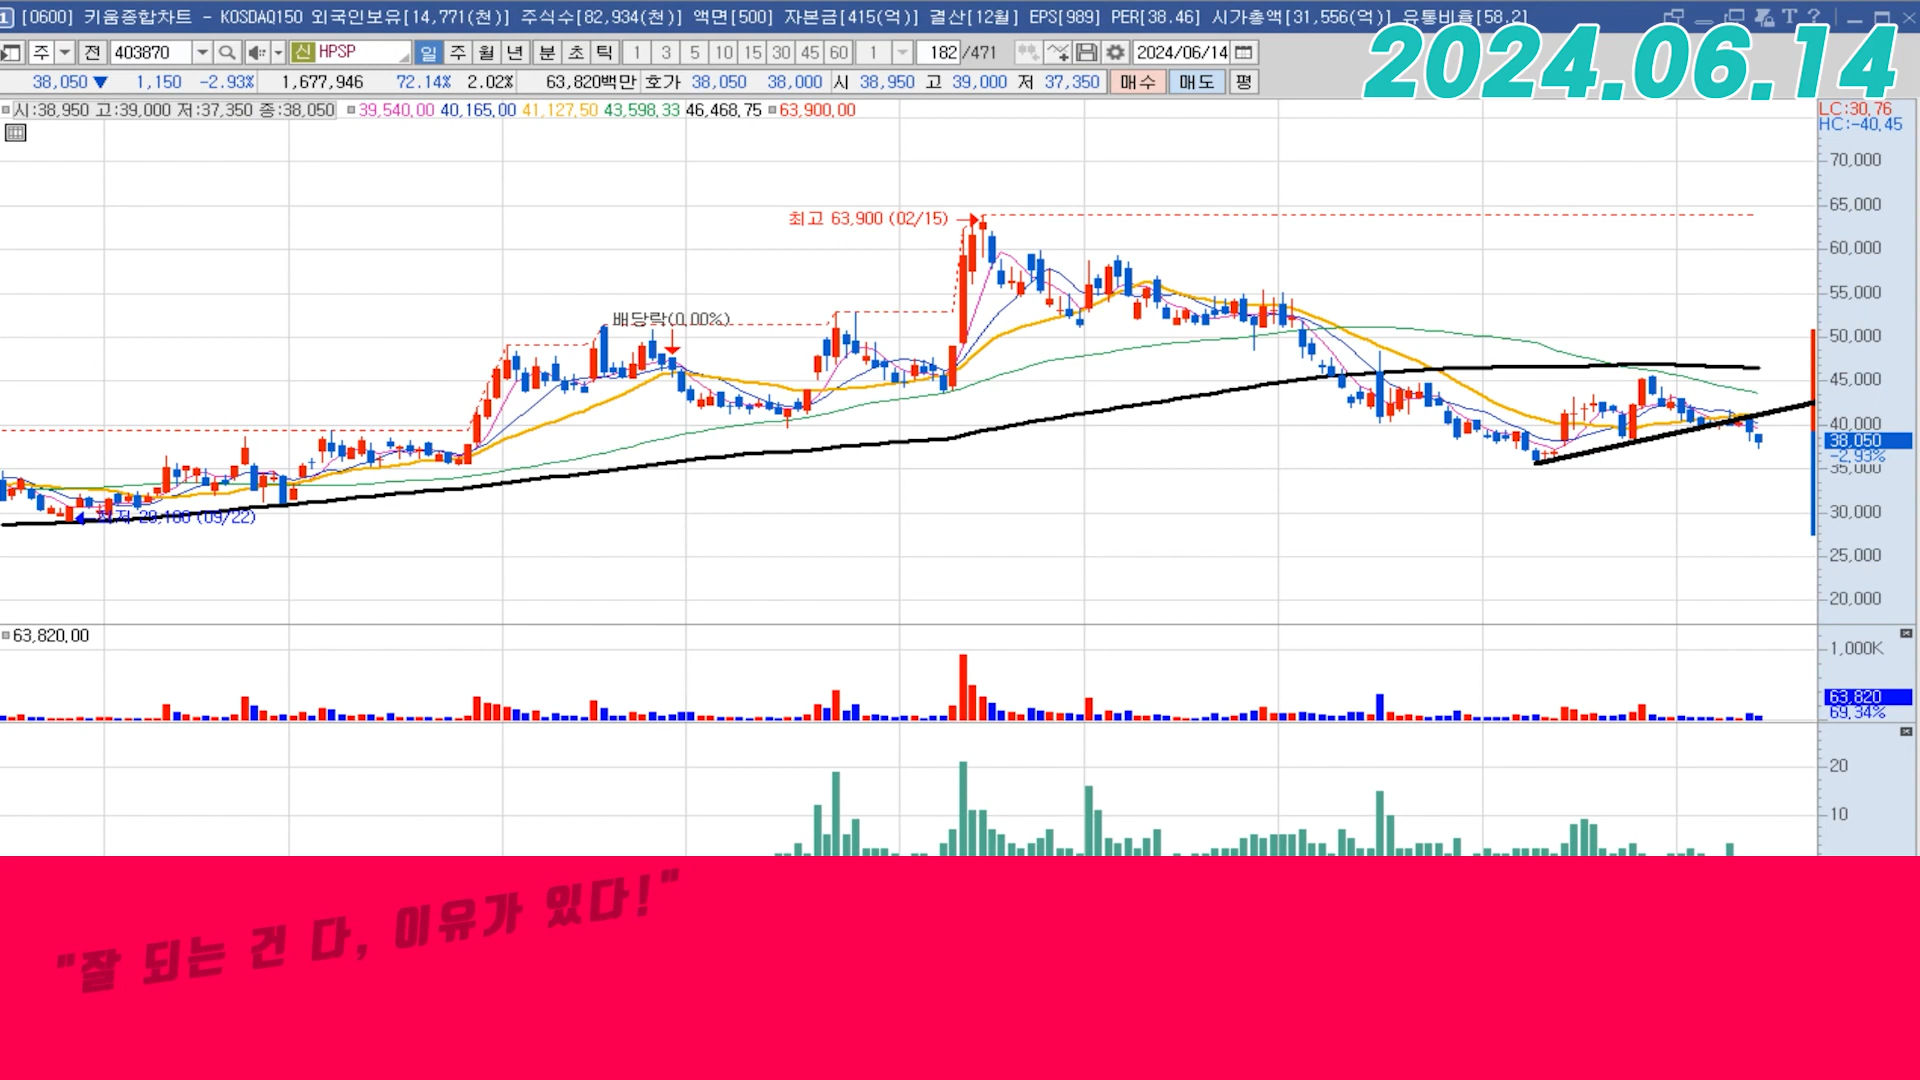 [0600] 키움종합차트 - KOSDAQ150 외국인보유[14,771(천)] 주식수[82,934(천)] 액면[500] 자본금[415(억)] 결산[12월] EPS[989] PER[38.46] 시가총액[31,556(억)] 유통비율[58.2]
2024.06.14
주 전 403870 신 HPSP 일 주 월 년 분 초 틱 1 3 5 10 15 30 45 60 1 182 /471 2024/06/14
38,050 ▼ 1,150 -2.93% 1,677,946 72.14% 2.02% 63,820백만 호가 38,050 38,000 시 38,950 고 39,000 저 37,350 매수 매도 평
시:38,950 고:39,000 저:37,350 종:38,050 39,540.00 40,165.00 41,127.50 43,598.33 46,468.75 63,900.00
LC:30.76
HC:-40.45
70,000
65,000
최고 63,900 (02/15)
60,000
55,000
배당락(0.00%)
50,000
45,000
40,000
38,050
-2.93%
35,000
최저 29,100 (09/22)
30,000
25,000
20,000
63,820.00
1,000K
63,820
69.34%
20
10
"잘 되는 건 다, 이유가 있다!"